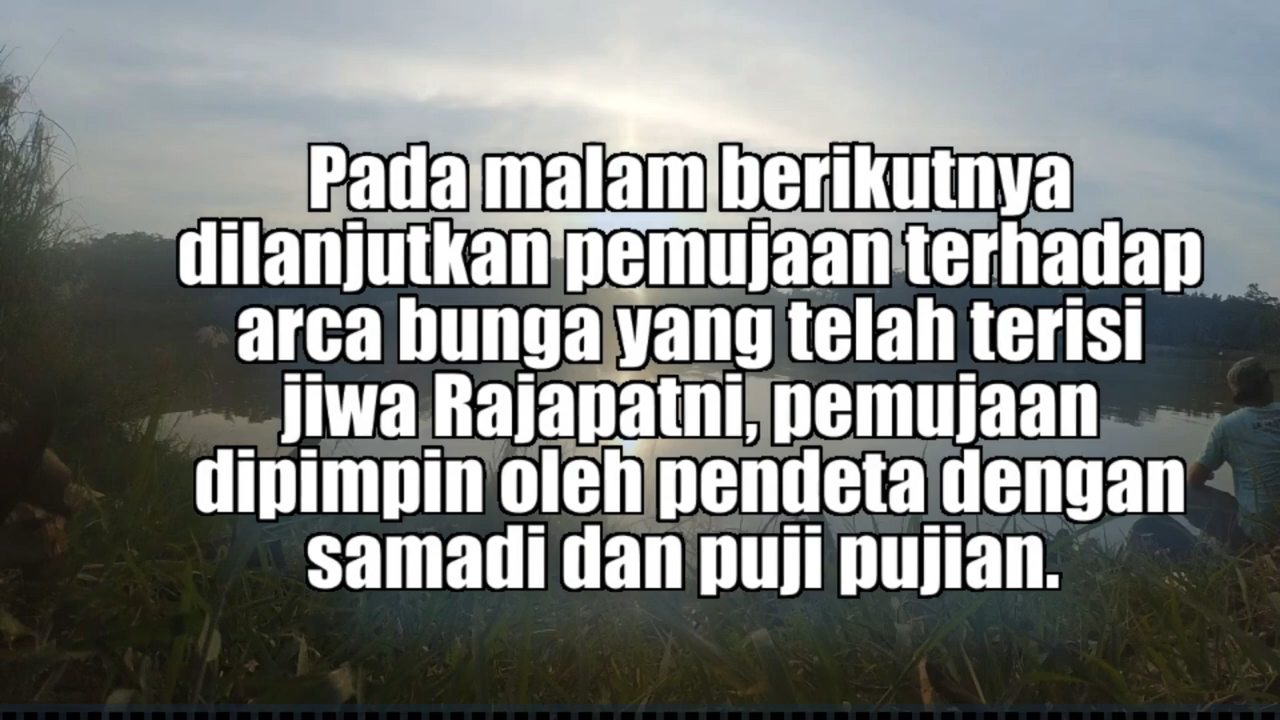 Pada malam berikutnya
dilanjutkan pemujaan terhadap
arca bunga yang telah terisi
jiwa Rajapatni, pemujaan
dipimpin oleh pendeta dengan
samadi dan puji pujian.